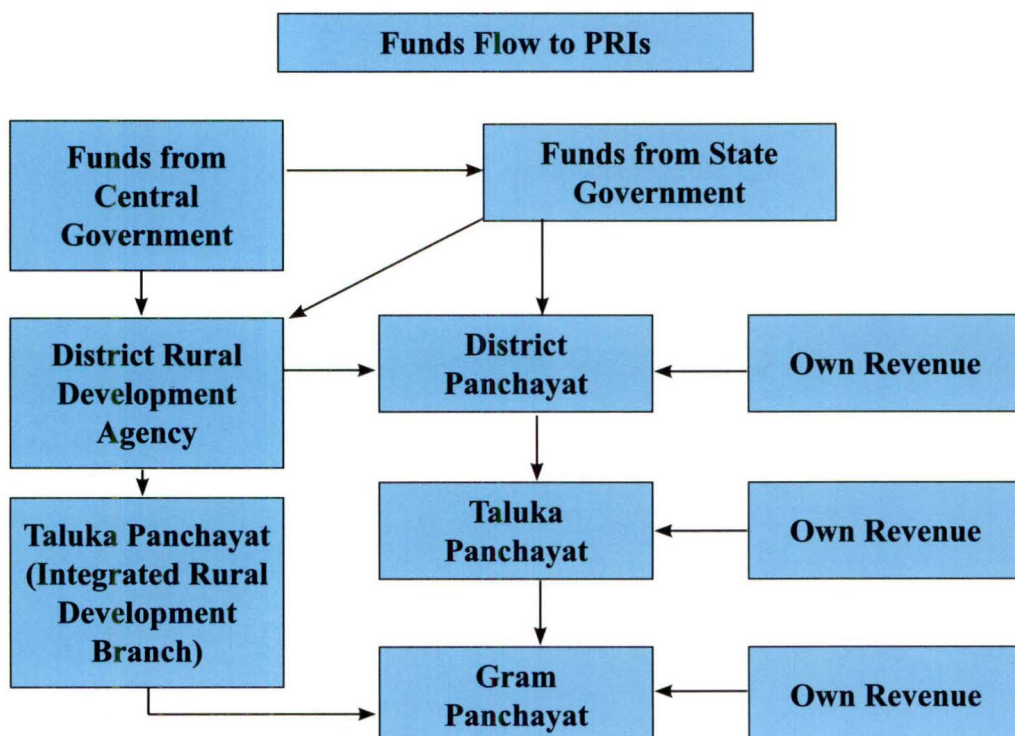 Funds Flow to PRIs
Funds from
Central
Government
Funds from State
Government
District Rural
Development
Agency
District
Panchayat
Own Revenue
Taluka Panchayat
(Integrated Rural
Development
Branch)
Taluka
Panchayat
Own Revenue
Gram
Panchayat
Own Revenue